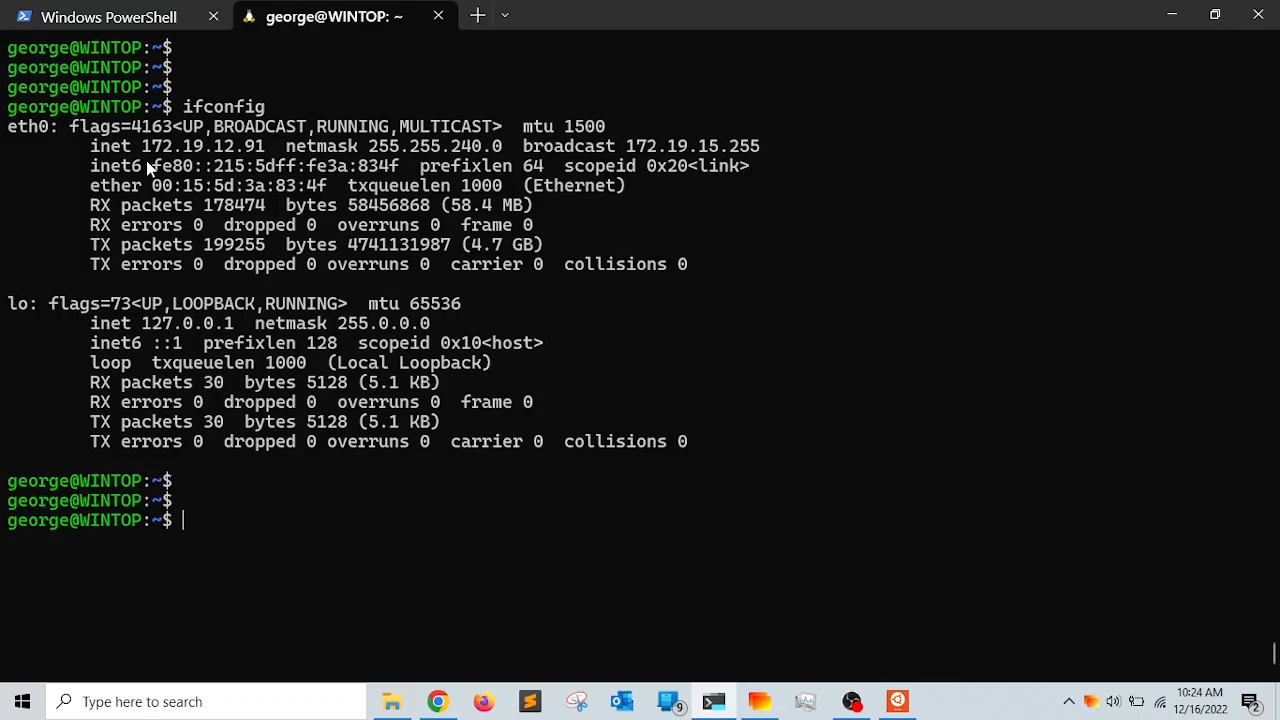 Windows PowerShell
george@WINTOP: ~
george@WINTOP:~$
george@WINTOP:~$
george@WINTOP:~$
george@WINTOP:~$ ifconfig
eth0: flags=4163<UP,BROADCAST,RUNNING,MULTICAST>  mtu 1500
        inet 172.19.12.91  netmask 255.255.240.0  broadcast 172.19.15.255
        inet6 fe80::215:5dff:fe3a:834f  prefixlen 64  scopeid 0x20<link>
        ether 00:15:5d:3a:83:4f  txqueuelen 1000  (Ethernet)
        RX packets 178474  bytes 58456868 (58.4 MB)
        RX errors 0  dropped 0  overruns 0  frame 0
        TX packets 199255  bytes 4741131987 (4.7 GB)
        TX errors 0  dropped 0 overruns 0  carrier 0  collisions 0
lo: flags=73<UP,LOOPBACK,RUNNING>  mtu 65536
        inet 127.0.0.1  netmask 255.0.0.0
        inet6 ::1  prefixlen 128  scopeid 0x10<host>
        loop  txqueuelen 1000  (Local Loopback)
        RX packets 30  bytes 5128 (5.1 KB)
        RX errors 0  dropped 0  overruns 0  frame 0
        TX packets 30  bytes 5128 (5.1 KB)
        TX errors 0  dropped 0 overruns 0  carrier 0  collisions 0
george@WINTOP:~$
george@WINTOP:~$
george@WINTOP:~$
Type here to search
9
10:24 AM
12/16/2022
2